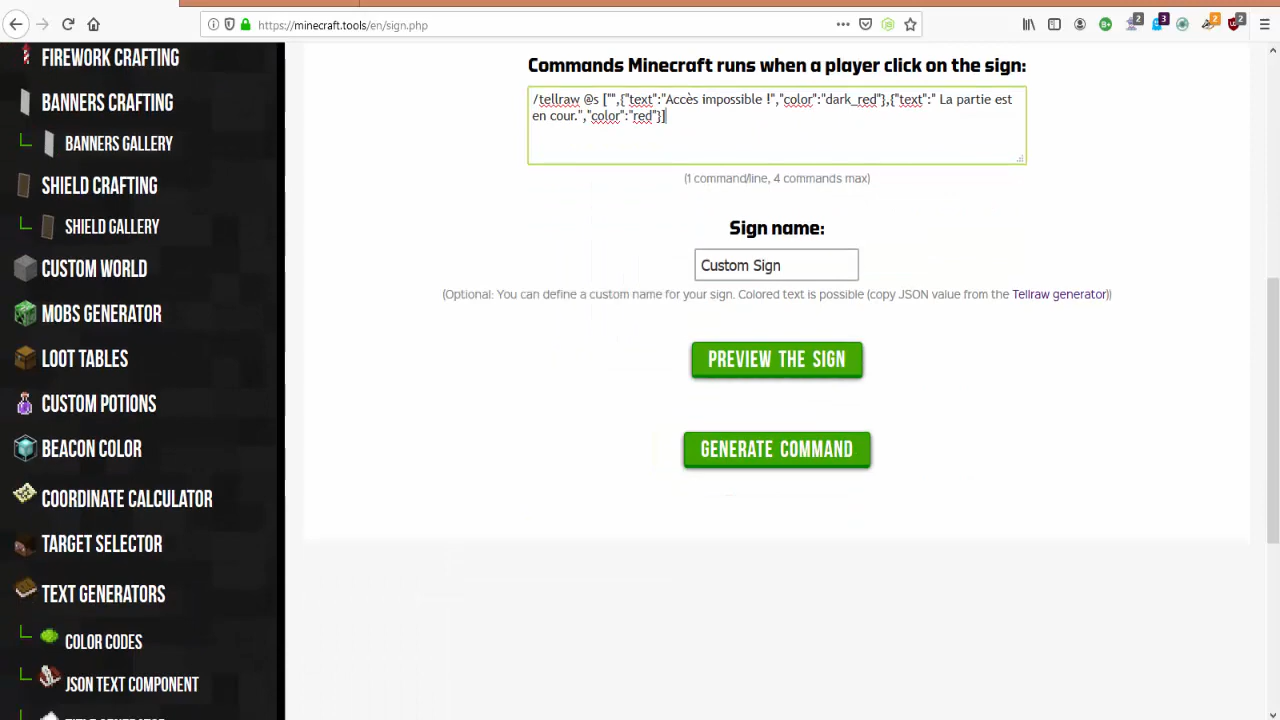 https://minecraft.tools/en/sign.php
2
3
2
2
FIREWORK CRAFTING
BANNERS CRAFTING
BANNERS GALLERY
SHIELD CRAFTING
SHIELD GALLERY
CUSTOM WORLD
MOBS GENERATOR
LOOT TABLES
CUSTOM POTIONS
BEACON COLOR
COORDINATE CALCULATOR
TARGET SELECTOR
TEXT GENERATORS
COLOR CODES
JSON TEXT COMPONENT
Commands Minecraft runs when a player click on the sign:
/tellraw @s ["",{"text":"Accès impossible !","color":"dark_red"},{"text":" La partie est
en cour.","color":"red"}]
(1 command/line, 4 commands max)
Sign name:
Custom Sign
(Optional: You can define a custom name for your sign. Colored text is possible (copy JSON value from the Tellraw generator))
PREVIEW THE SIGN
GENERATE COMMAND